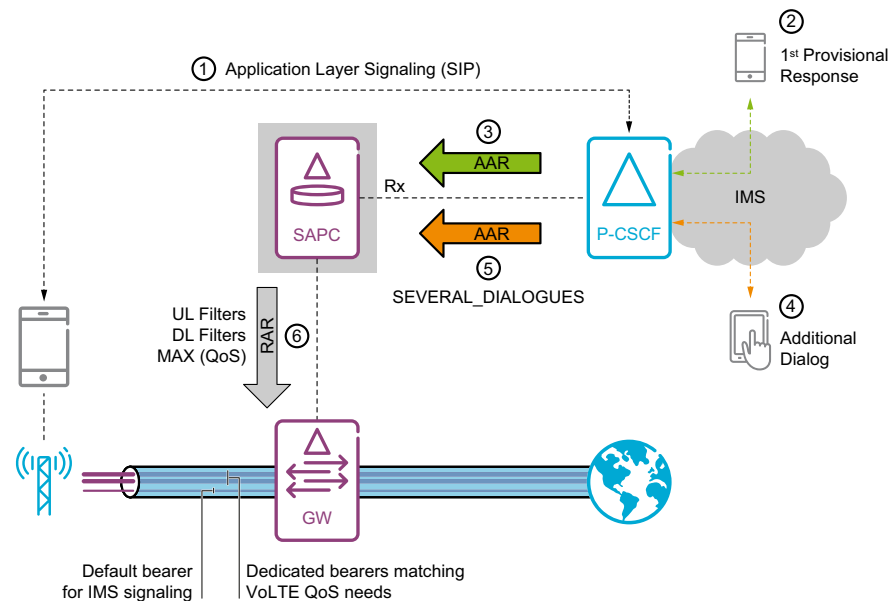 ② 
1st Provisional
Response
① Application Layer Signaling (SIP)
③
AAR
Rx
IMS
SAPC
AAR
P-CSCF
⑤
SEVERAL_DIALOGUES
④
Additional
Dialog
UL Filters
DL Filters
MAX (QoS)
RAR
⑥
GW
Default bearer
for IMS signaling
Dedicated bearers matching
VoLTE QoS needs